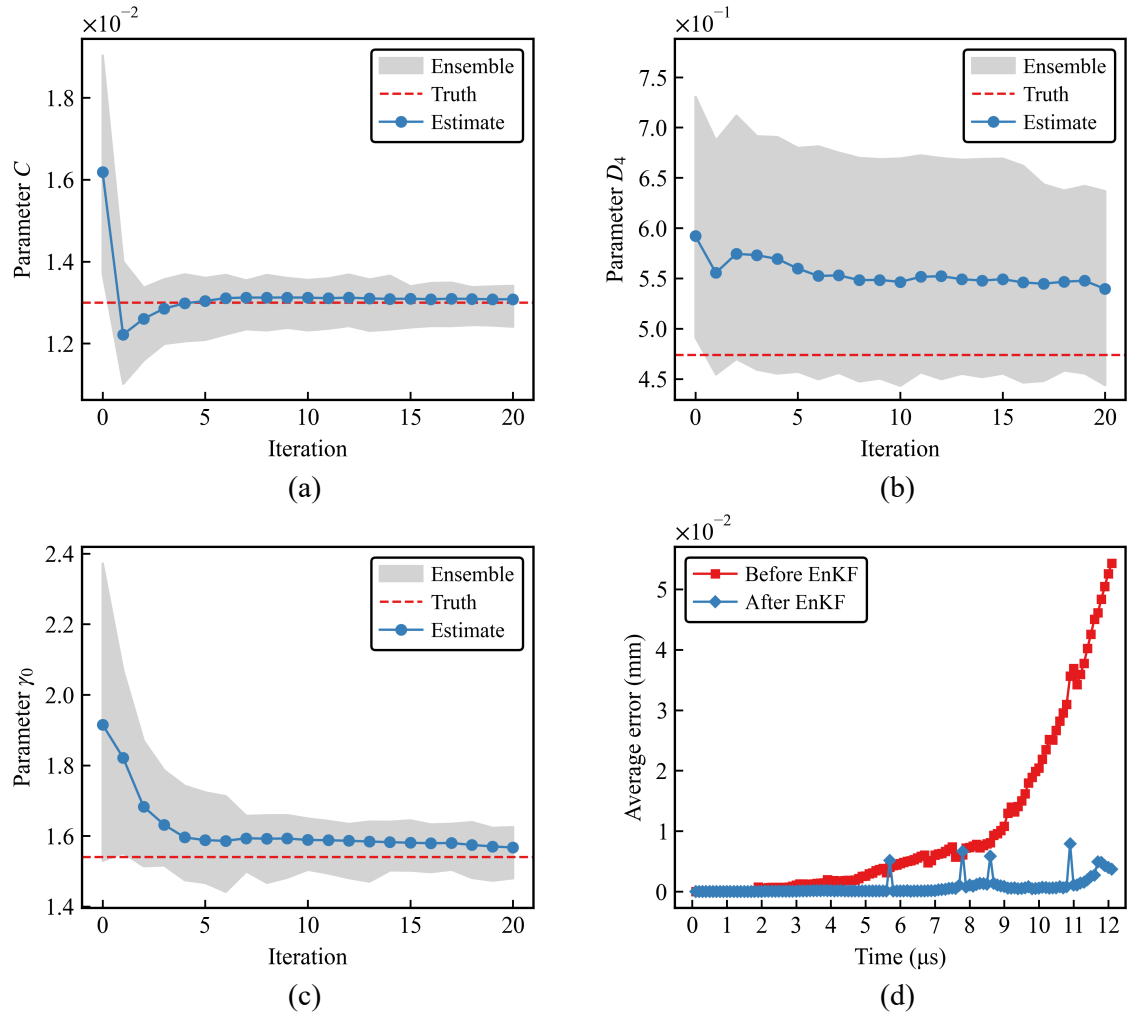 ×10⁻²
Parameter C
1.8
1.6
1.4
1.2
0
5
10
15
20
Iteration
Ensemble
Truth
Estimate
(a)
×10⁻¹
Parameter D₄
7.5
7.0
6.5
6.0
5.5
5.0
4.5
0
5
10
15
20
Iteration
Ensemble
Truth
Estimate
(b)
Parameter γ₀
2.4
2.2
2.0
1.8
1.6
1.4
0
5
10
15
20
Iteration
Ensemble
Truth
Estimate
(c)
×10⁻²
Average error (mm)
5
4
3
2
1
0
0
1
2
3
4
5
6
7
8
9
10
11
12
Time (μs)
Before EnKF
After EnKF
(d)